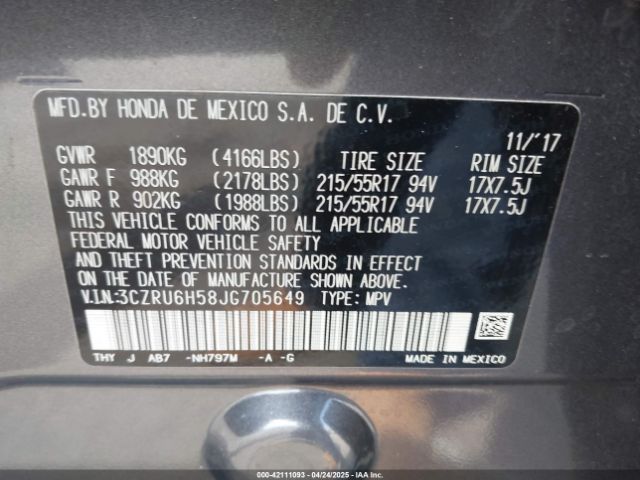 MFD.BY HONDA DE MEXICO S.A. DE C.V.
11/'17
GVWR 1890KG (4166LBS) TIRE SIZE RIM SIZE
GAWR F 988KG (2178LBS) 215/55R17 94V 17X7.5J
GAWR R 902KG (1988LBS) 215/55R17 94V 17X7.5J
THIS VEHICLE CONFORMS TO ALL APPLICABLE
FEDERAL MOTOR VEHICLE SAFETY
AND THEFT PREVENTION STANDARDS IN EFFECT
ON THE DATE OF MANUFACTURE SHOWN ABOVE.
V.I.N:3CZRU6H58JG705649 TYPE: MPV
THY J AB7 -NH797M -A -G MADE IN MEXICO
000-42111093 - 04/24/2025 - IAAI.COM